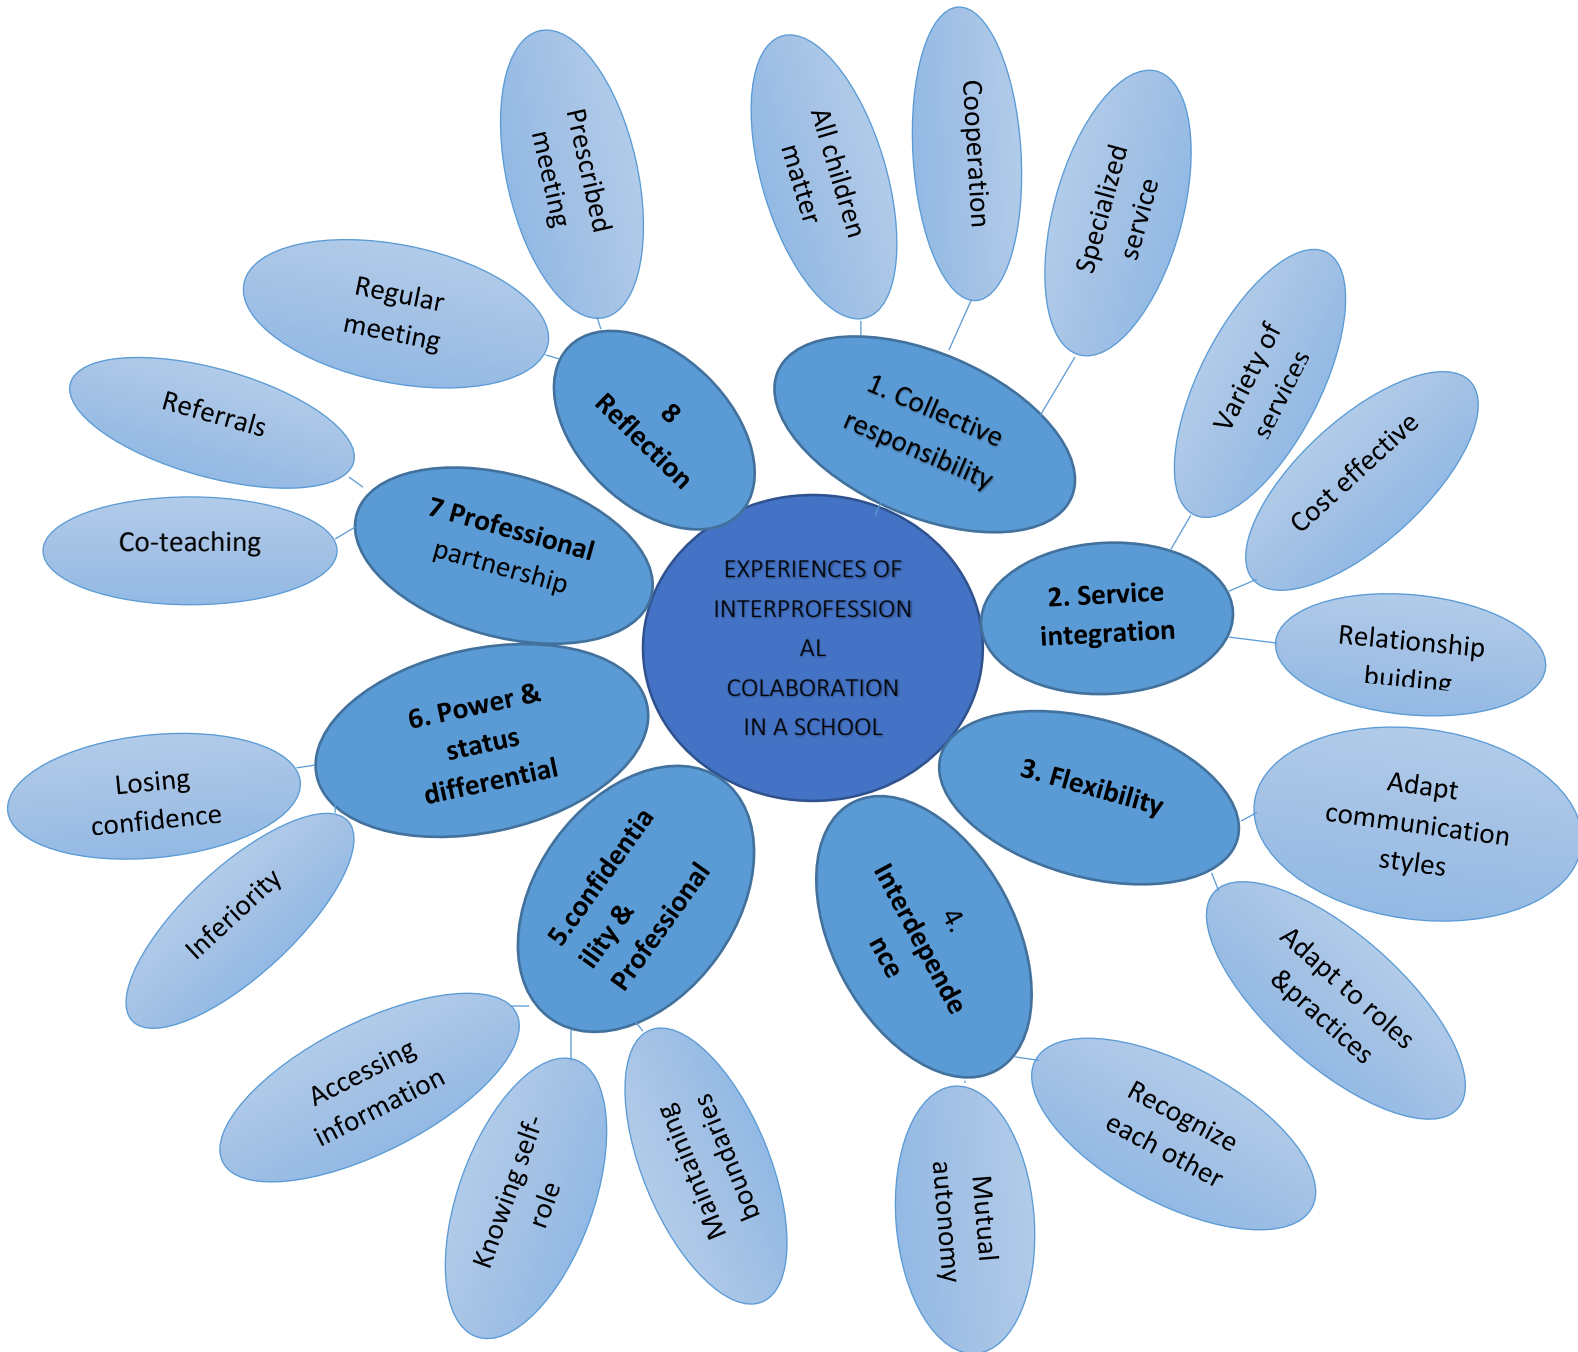 EXPERIENCES OF
INTERPROFESSION
AL
COLABORATION
IN A SCHOOL
1. Collective
responsibility
All children
matter
Cooperation
Specialized
service
2. Service
integration
Variety of
services
Cost effective
Relationship
buiding
3. Flexibility
Adapt
communication
styles
Adapt to roles
&practices
4.
Interdepende
nce
Recognize
each other
Mutual
autonomy
5.confidentia
ility &
Professional
Maintaining
boundaries
Knowing self-
role
Accessing
information
6. Power &
status
differential
Inferiority
Losing
confidence
7 Professional
partnership
Co-teaching
Referrals
8
Reflection
Regular
meeting
Prescribed
meeting